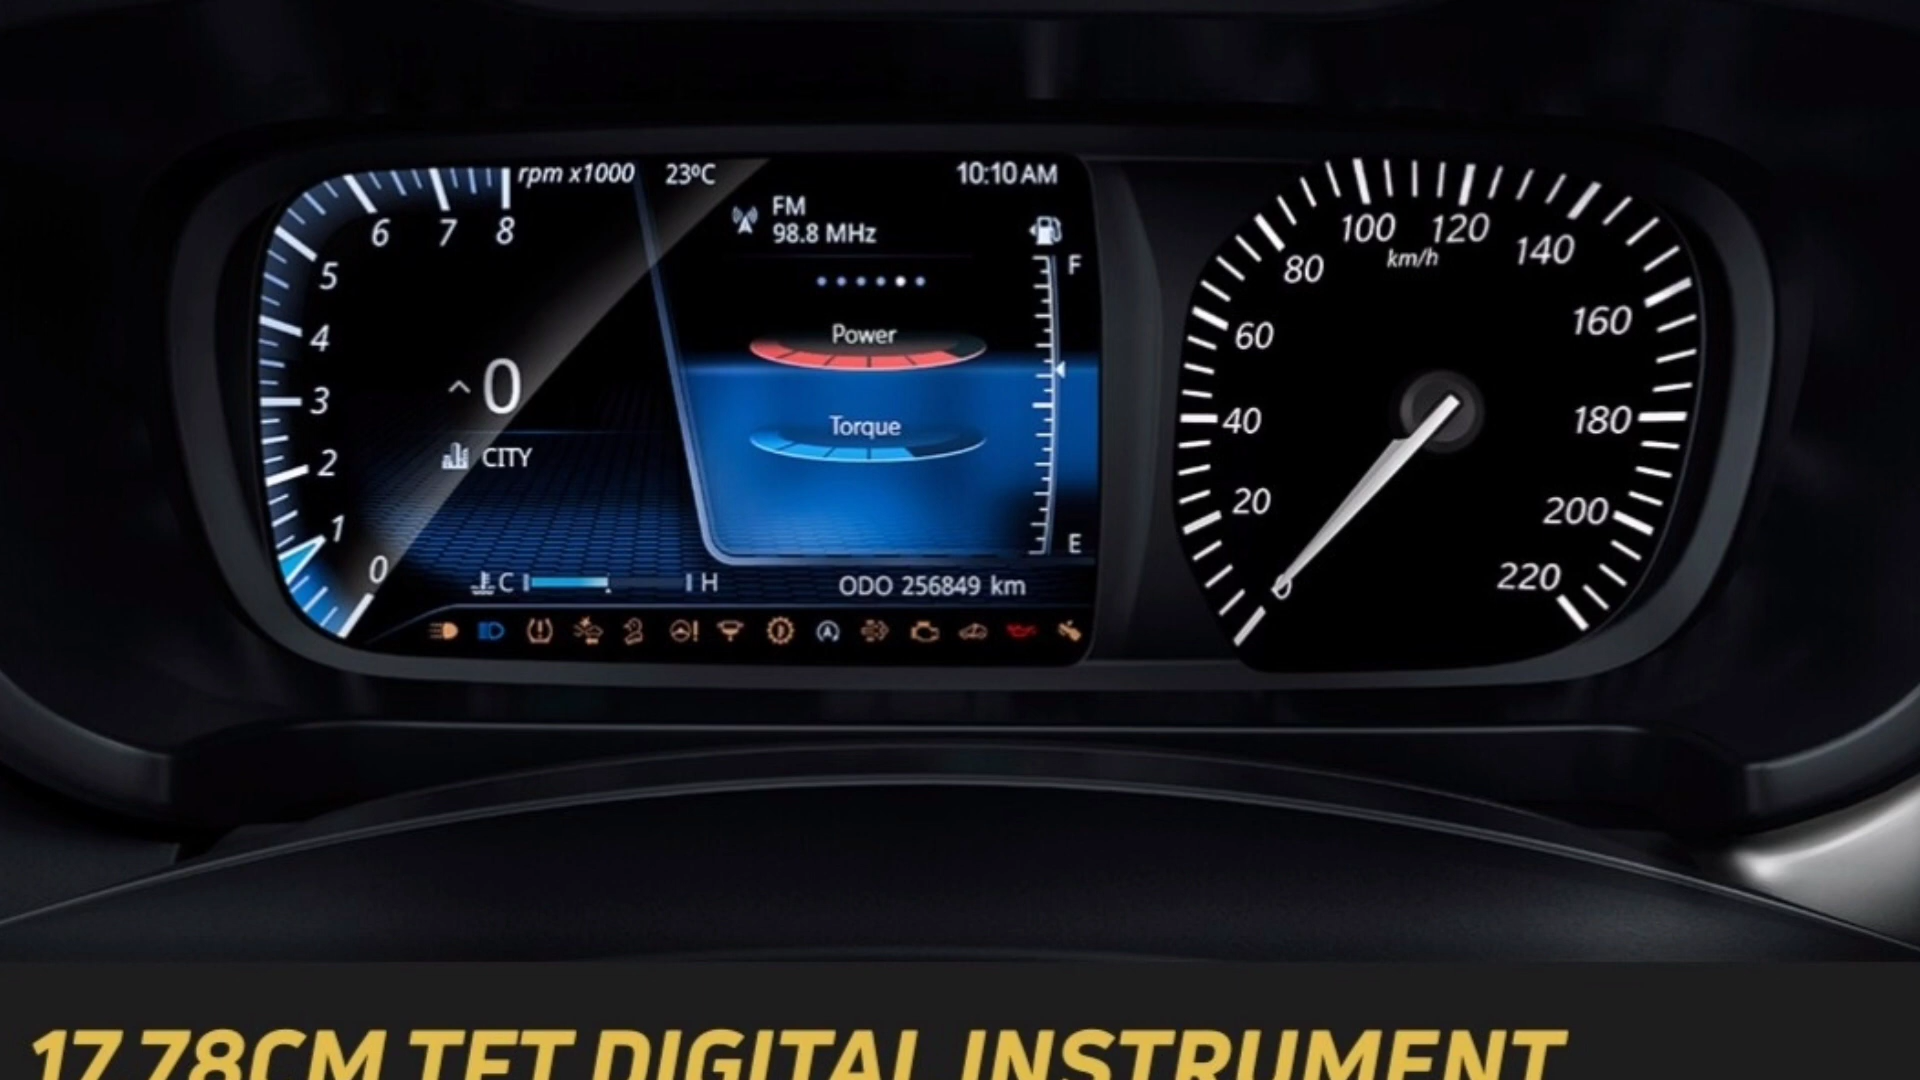 rpm x1000 23ºC 10:10 AM
FM
98.8 MHz
6 7 8
F
5
4
3
2
1
0
Power
^ 0
Torque
CITY
E
C H
ODO 256849 km
100 120
km/h
80 140
60 160
40 180
20 200
0 220
17.78CM TFT DIGITAL INSTRUMENT